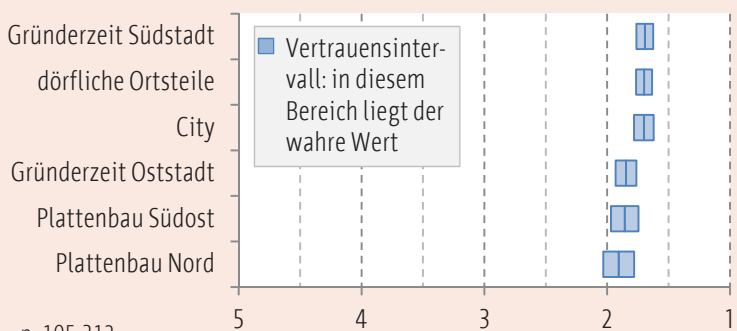 Gründerzeit Südstadt
dörfliche Ortsteile
City
Gründerzeit Oststadt
Plattenbau Südost
Plattenbau Nord
Vertrauensinter-
vall: in diesem
Bereich liegt der
wahre Wert
5 4 3 2 1